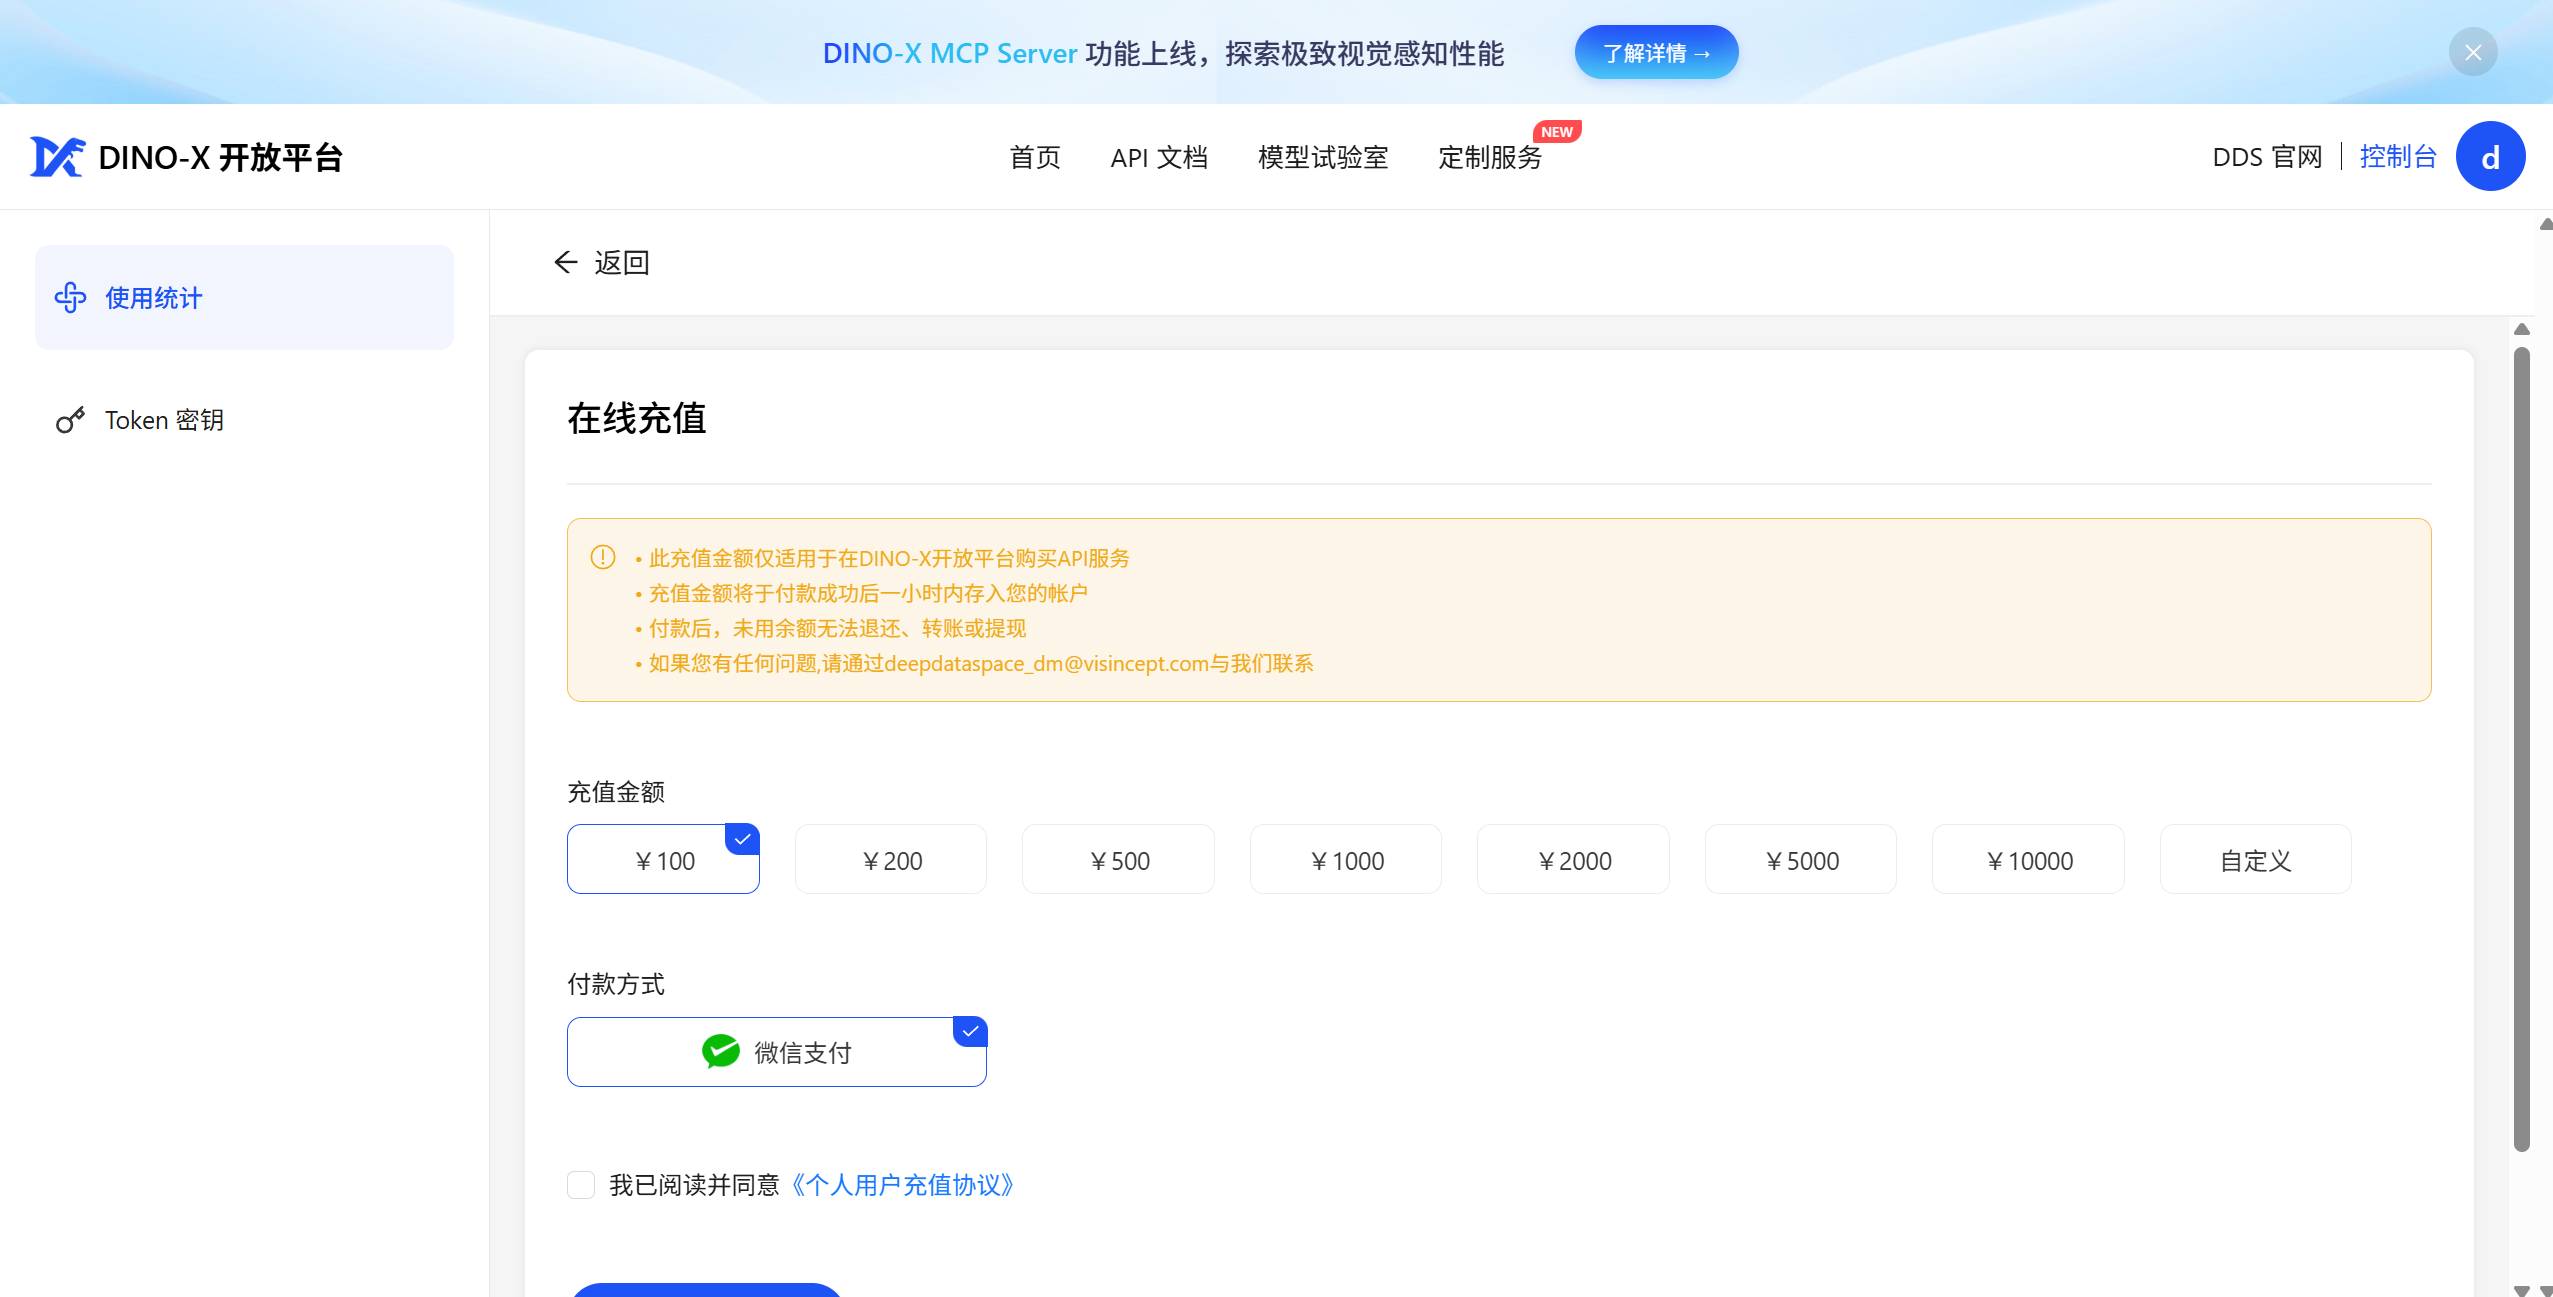 DINO-X MCP Server 功能上线，探索极致视觉感知性能
了解详情 →
DINO-X 开放平台
首页
API 文档
模型试验室
定制服务
NEW
DDS 官网
控制台
d
使用统计
Token 密钥
返回
在线充值
• 此充值金额仅适用于在DINO-X开放平台购买API服务
• 充值金额将于付款成功后一小时内存入您的帐户
• 付款后，未用余额无法退还、转账或提现
• 如果您有任何问题,请通过deepdataspace_dm@visincept.com与我们联系
充值金额
￥100
￥200
￥500
￥1000
￥2000
￥5000
￥10000
自定义
付款方式
微信支付
我已阅读并同意《个人用户充值协议》